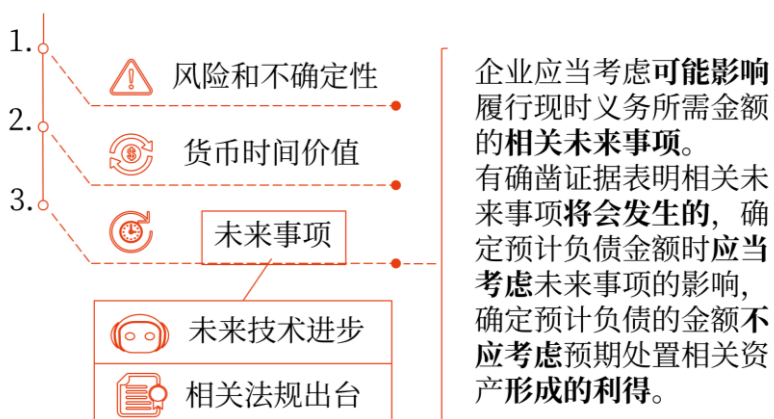 1.
风险和不确定性
2.
货币时间价值
3.
未来事项
未来技术进步
相关法规出台
企业应当考虑可能影响
履行现时义务所需金额
的相关未来事项。
有确凿证据表明相关未
来事项将会发生的，确
定预计负债金额时应当
考虑未来事项的影响，
确定预计负债的金额不
应考虑预期处置相关资
产形成的利得。